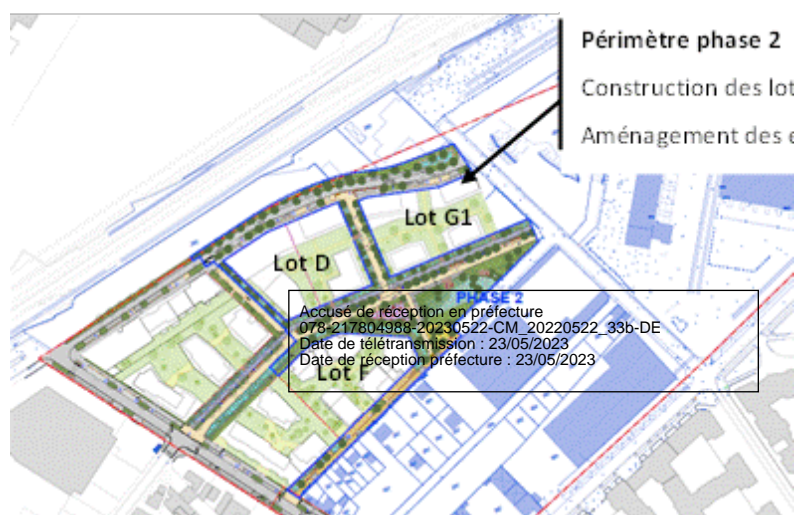 Périmètre phase 2
Construction des lot
Aménagement des e
Lot G1
Lot D
PHASE 2
Accusé de réception en préfecture
078-217804988-20230522-CM_20220522_33b-DE
Date de télétransmission : 23/05/2023
Date de réception préfecture : 23/05/2023
Lot F